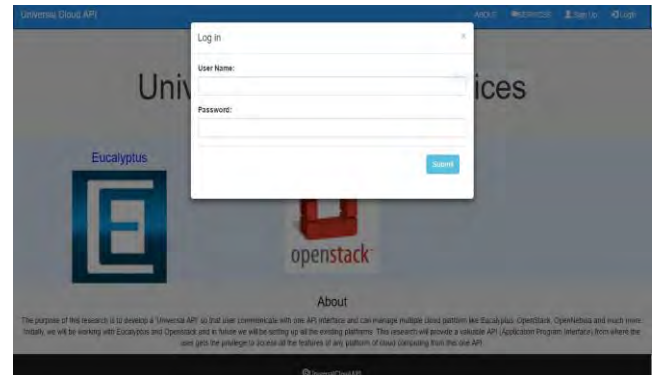 Universal Cloud API
ABOUT SERVICES Sign Up Login
Log in
×
User Name:
Password:
Submit
Univ ices
Eucalyptus
E
openstack
About
The purpose of this research is to develop a 'Universal API' so that user communicate with one API interface and can manage multiple cloud platform like Eucalyptus, OpenStack, OpenNebula and much more.
Initially, we will be working with Eucalyptus and Openstack and in future we will be setting up all the existing platforms. This research will provide a valuable API (Application Program Interface) from where the
user gets the privilege to access all the features of any platform of cloud computing from this one API
UniversalCloudAPI